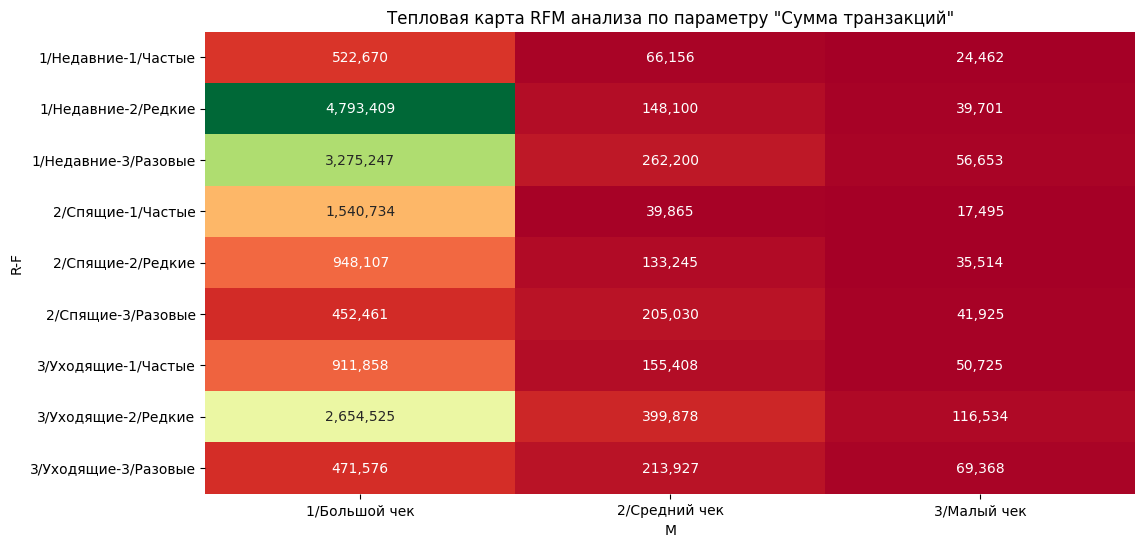 Тепловая карта RFM анализа по параметру "Сумма транзакций"
R-F
1/Недавние-1/Частые 522,670 66,156 24,462
1/Недавние-2/Редкие 4,793,409 148,100 39,701
1/Недавние-3/Разовые 3,275,247 262,200 56,653
2/Спящие-1/Частые 1,540,734 39,865 17,495
2/Спящие-2/Редкие 948,107 133,245 35,514
2/Спящие-3/Разовые 452,461 205,030 41,925
3/Уходящие-1/Частые 911,858 155,408 50,725
3/Уходящие-2/Редкие 2,654,525 399,878 116,534
3/Уходящие-3/Разовые 471,576 213,927 69,368
1/Большой чек 2/Средний чек 3/Малый чек
M